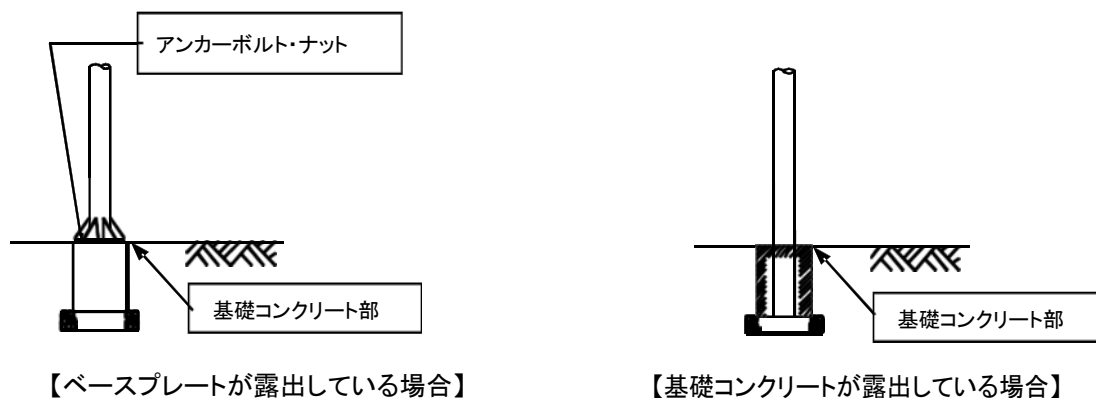 アンカーボルト・ナット
基礎コンクリート部
基礎コンクリート部
【ベースプレートが露出している場合】
【基礎コンクリートが露出している場合】